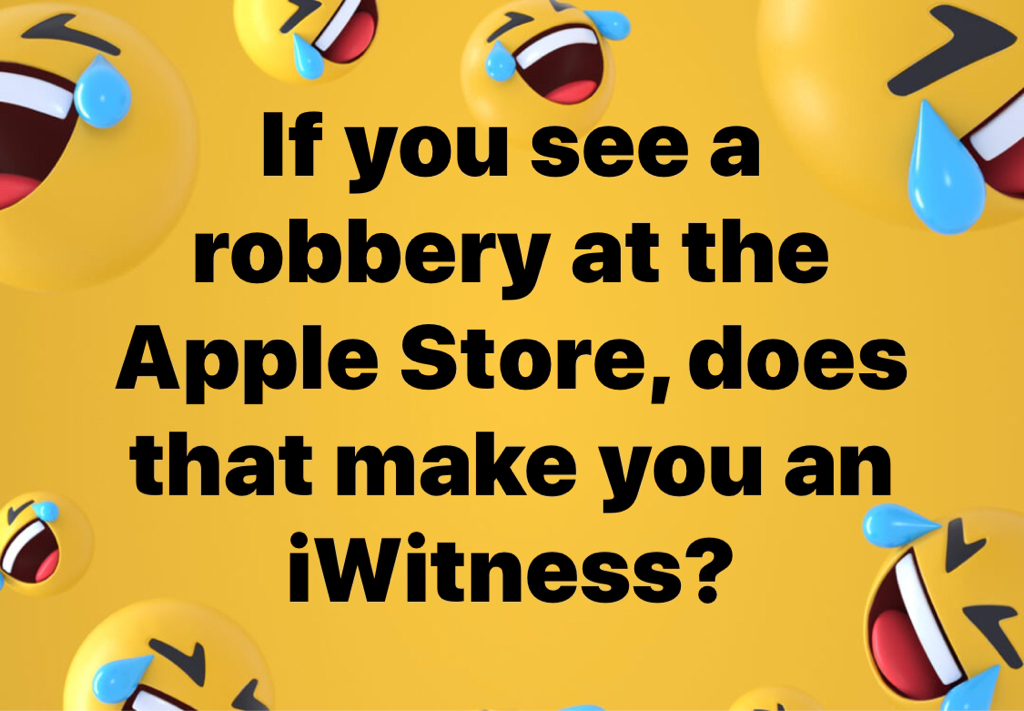 If you see a
robbery at the
Apple Store, does
that make you an
iWitness?